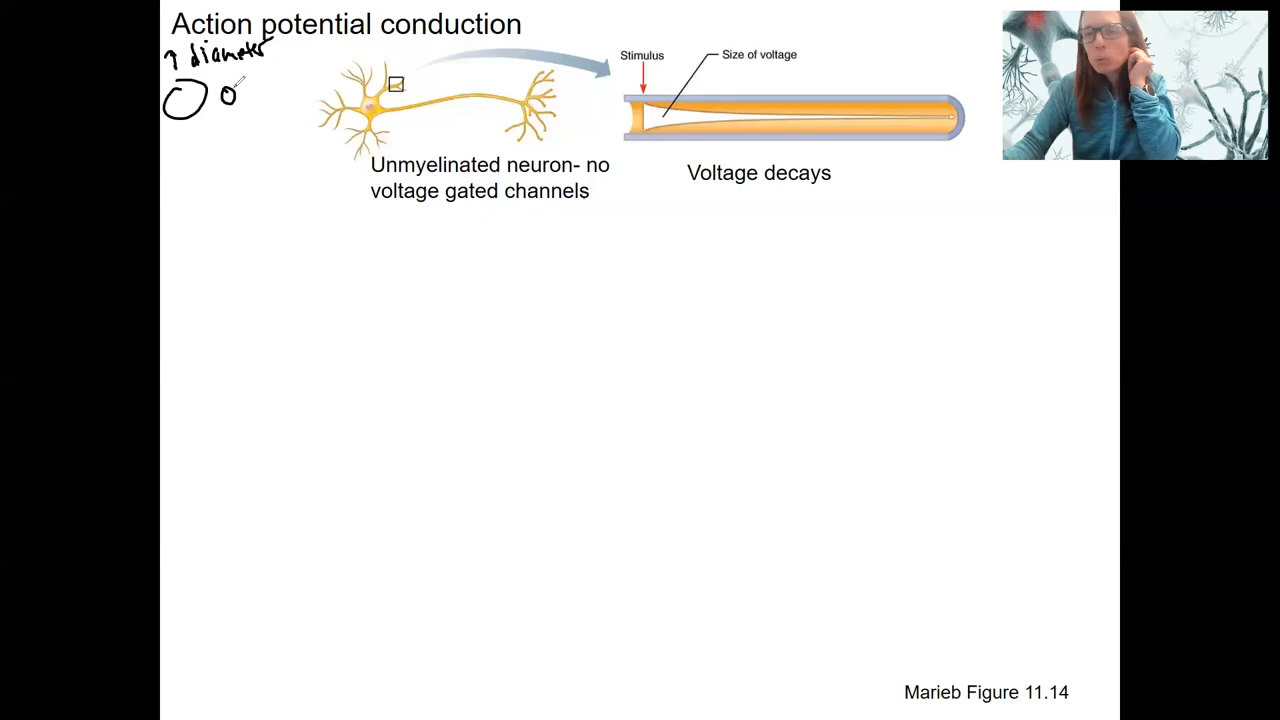 Action potential conduction
↑ diameter
Stimulus
Size of voltage
Unmyelinated neuron- no
voltage gated channels
Voltage decays
Marieb Figure 11.14